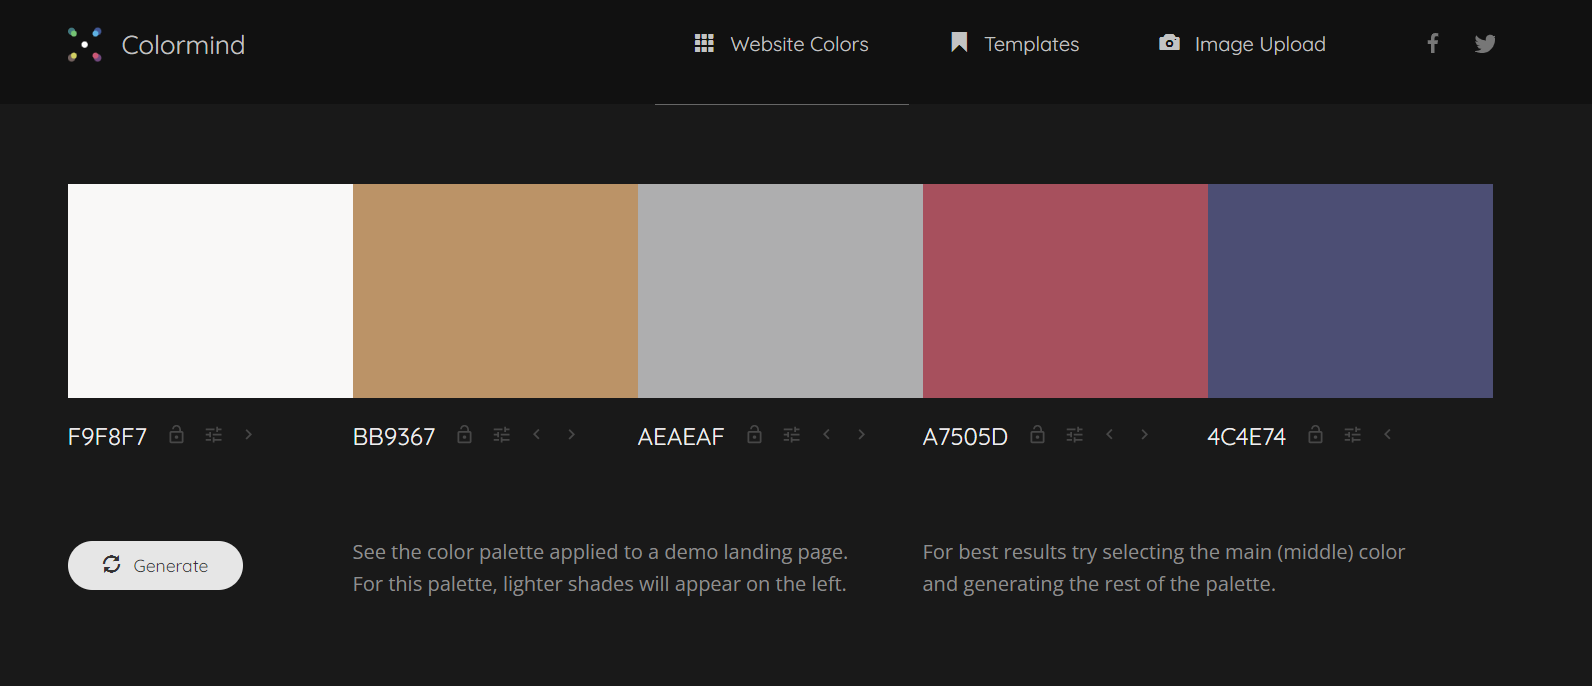 Colormind
Website Colors
Templates
Image Upload
F9F8F7
BB9367
AEAEAF
A7505D
4C4E74
Generate
See the color palette applied to a demo landing page.
For this palette, lighter shades will appear on the left.
For best results try selecting the main (middle) color
and generating the rest of the palette.